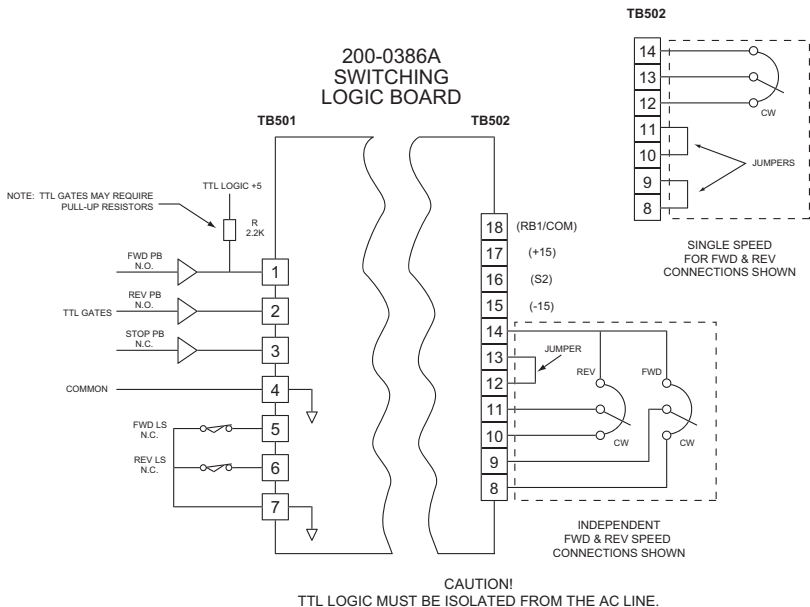 200-0386A
SWITCHING
LOGIC BOARD
TB501
TB502
NOTE: TTL GATES MAY REQUIRE
PULL-UP RESISTORS
TTL LOGIC +5
R
2.2K
FWD PB
N.O.
1
REV PB
N.O.
TTL GATES
2
STOP PB
N.C.
3
COMMON
4
FWD LS
N.C.
5
REV LS
N.C.
6
7
18 (RB1/COM)
17 (+15)
16 (S2)
15 (-15)
14
13
12
11
10
9
8
JUMPER
REV
FWD
CW
CW
INDEPENDENT
FWD & REV SPEED
CONNECTIONS SHOWN
TB502
14
13
12
11
10
9
8
CW
JUMPERS
SINGLE SPEED
FOR FWD & REV
CONNECTIONS SHOWN
CAUTION!
TTL LOGIC MUST BE ISOLATED FROM THE AC LINE.